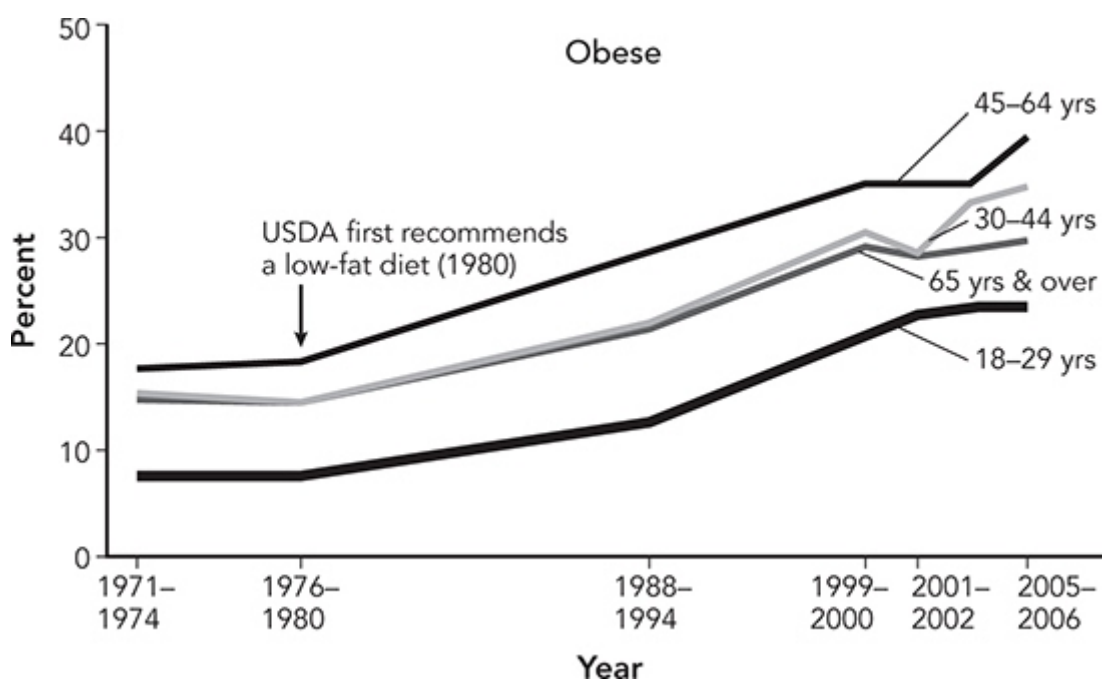 50
Obese
45–64 yrs
40
USDA first recommends
a low-fat diet (1980)
30
30–44 yrs
65 yrs & over
Percent
20
18–29 yrs
10
0
1971–
1974
1976–
1980
1988–
1994
1999–
2000
2001–
2002
2005–
2006
Year